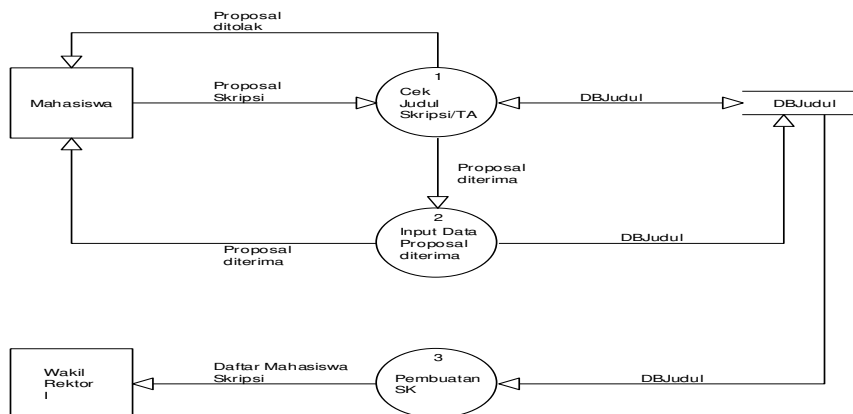 Proposal
ditolak
Mahasiswa
Proposal
Skripsi
1
Cek
Judul
Skripsi/TA
DBJudul
DBJudul
Proposal
diterima
2
Input Data
Proposal
diterima
Proposal
diterima
DBJudul
Wakil
Rektor
I
Daftar Mahasiswa
Skripsi
3
Pembuatan
SK
DBJudul